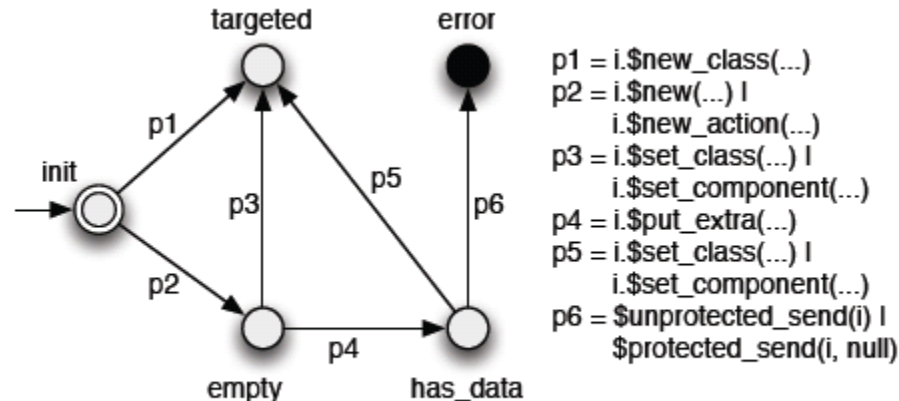 targeted
error
p1 = i.$new_class(...)
p2 = i.$new(...) |
i.$new_action(...)
p3 = i.$set_class(...) |
i.$set_component(...)
p4 = i.$put_extra(...)
p5 = i.$set_class(...) |
i.$set_component(...)
p6 = $unprotected_send(i) |
$protected_send(i, null)
p1
init
p5
p3
p6
p2
p4
empty
has_data